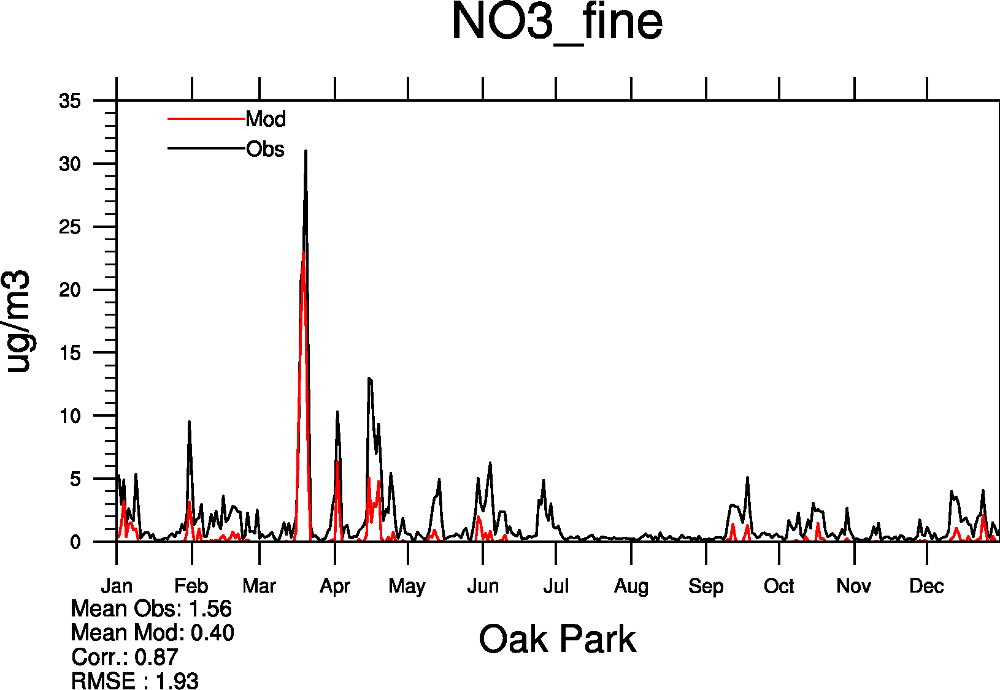 NO3_fine
35
30
25
20
15
10
5
0
ug/m3
Mod
Obs
Jan Feb Mar Apr May Jun Jul Aug Sep Oct Nov Dec
Mean Obs: 1.56
Mean Mod: 0.40
Corr.: 0.87
RMSE : 1.93
Oak Park